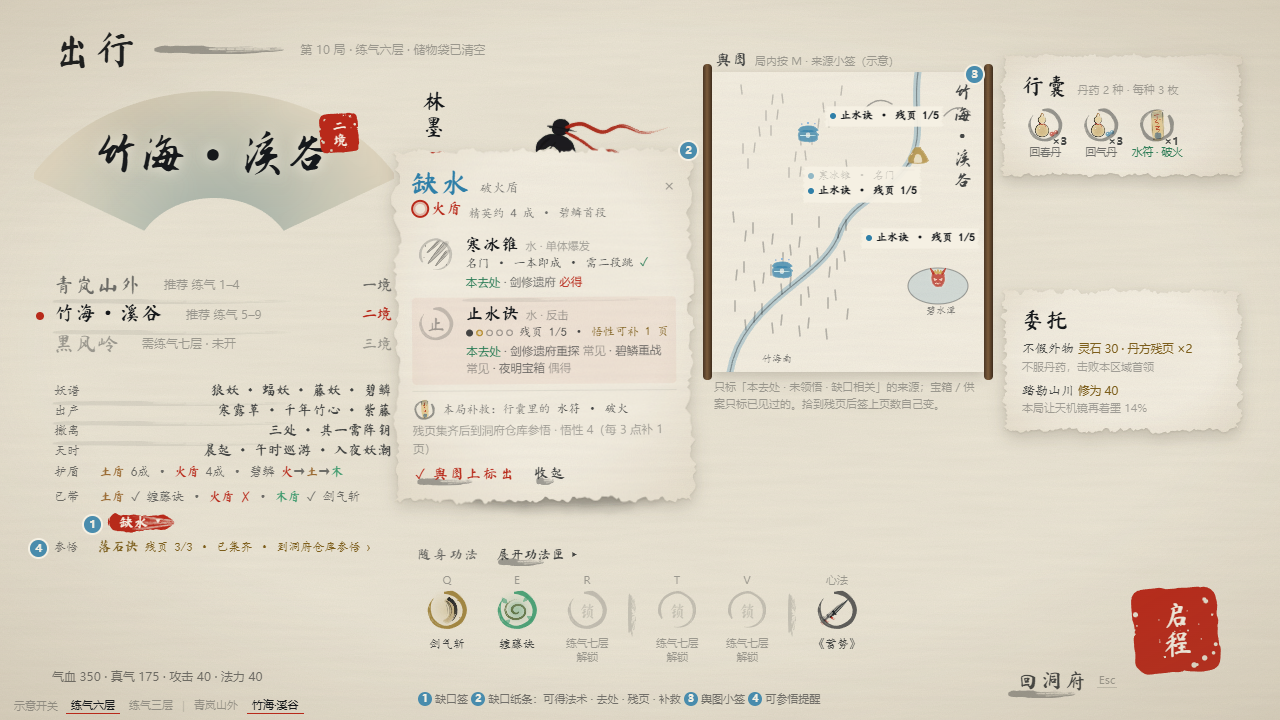 出行
第 10 局 · 练气六层 · 储物袋已清空
竹海·溪谷
二境
青岚山外 推荐 练气 1–4 一境
竹海·溪谷 推荐 练气 5–9 二境
黑风岭 需练气七层 · 未开 三境
妖谱 狼妖 · 蝠妖 · 藤妖 · 碧鳞
出产 寒露草 · 千年竹心 · 紫藤
撤离 三处 · 其一需阵钥
天时 晨起 · 午时巡游 · 入夜妖潮
护盾 土盾 6成 · 火盾 4成 · 碧鳞 火→土→木
已带 土盾 ✓ 缠藤诀 · 火盾 ✗ · 木盾 ✓ 剑气斩
1 缺水
4 参悟 落石诀 残页 3/3 · 已集齐 · 到洞府仓库参悟 ›
气血 350 · 真气 175 · 攻击 40 · 法力 40
示意开关 练气六层 练气三层 | 青岚山外 竹海·溪谷
林墨
2
缺水 破火盾 ×
火盾 精英约 4 成 · 碧鳞首段
寒冰锥 水 · 单体爆发
名门 · 一本即成 · 需二段跳 ✓
本去处 · 剑修遗府 必得
止
止水诀 水 · 反击
残页 1/5 · 悟性可补 1 页
本去处 · 剑修遗府重探 常见 · 碧鳞重战
常见 · 夜明宝箱 偶得
本局补救：行囊里的 水符 · 破火
残页集齐后到洞府仓库参悟 · 悟性 4（每 3 点补 1
页）
✓ 舆图上标出 收起
随身功法 展开功法匣 ▸
Q E R T V 心法
鎖 鎖 鎖
剑气斩 缠藤诀 练气七层 练气七层 练气七层 《蓄势》
解锁 解锁 解锁
1 缺口签 2 缺口纸条：可得法术 · 去处 · 残页 · 补救 3 舆图小签 4 可参悟提醒
舆图 局内按 M · 来源小签（示意）
3
竹海·溪谷
止水诀 · 残页 1/5
寒冰锥 · 名门
止水诀 · 残页 1/5
止水诀 · 残页 1/5
碧水潭
竹海南
只标「本去处 · 未领悟 · 缺口相关」的来源；宝箱 / 供
案只标已见过的。拾到残页后签上页数自己变。
行囊 丹药 2 种 · 每种 3 枚
×3 ×3 ×1
回春丹 回气丹 水符 · 破火
委托
不假外物 灵石 30 · 丹方残页 ×2
不服丹药，击败本区域首领
踏勘山川 修为 40
本局让天机镜再着墨 14%
启程
回洞府 Esc